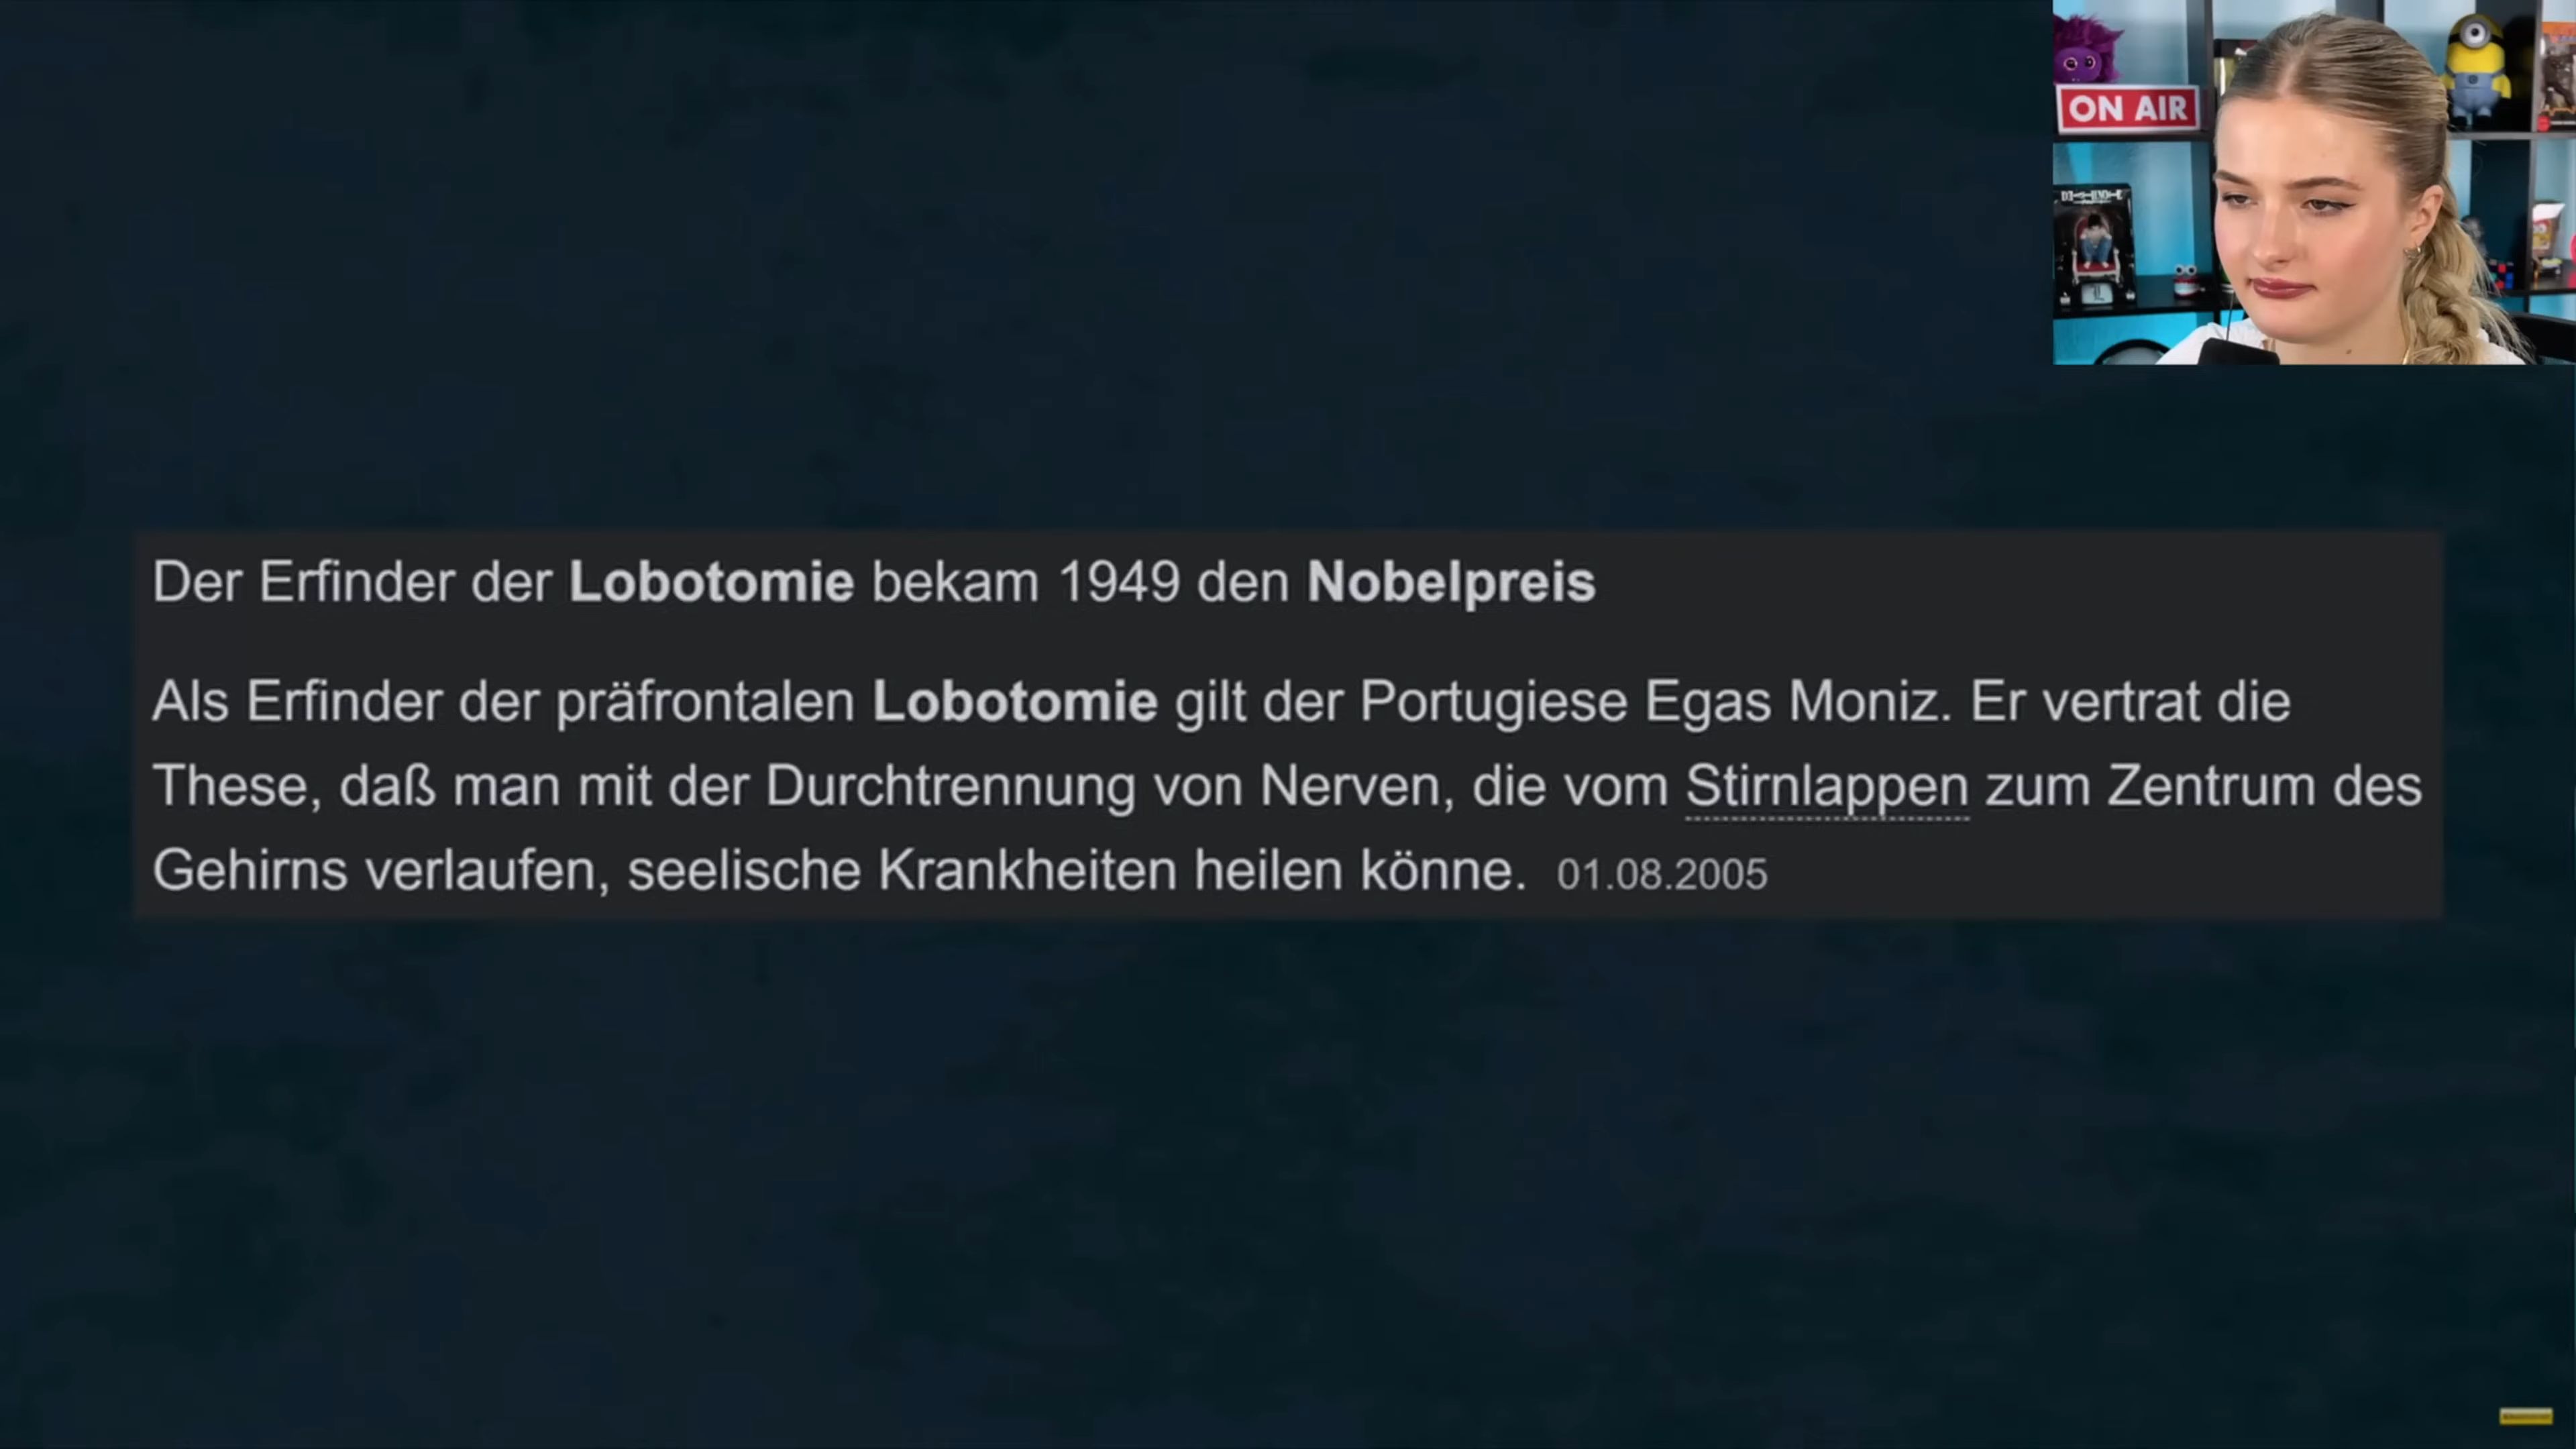 ON AIR
Der Erfinder der Lobotomie bekam 1949 den Nobelpreis
Als Erfinder der präfrontalen Lobotomie gilt der Portugiese Egas Moniz. Er vertrat die
These, daß man mit der Durchtrennung von Nerven, die vom Stirnlappen zum Zentrum des
Gehirns verlaufen, seelische Krankheiten heilen könne. 01.08.2005